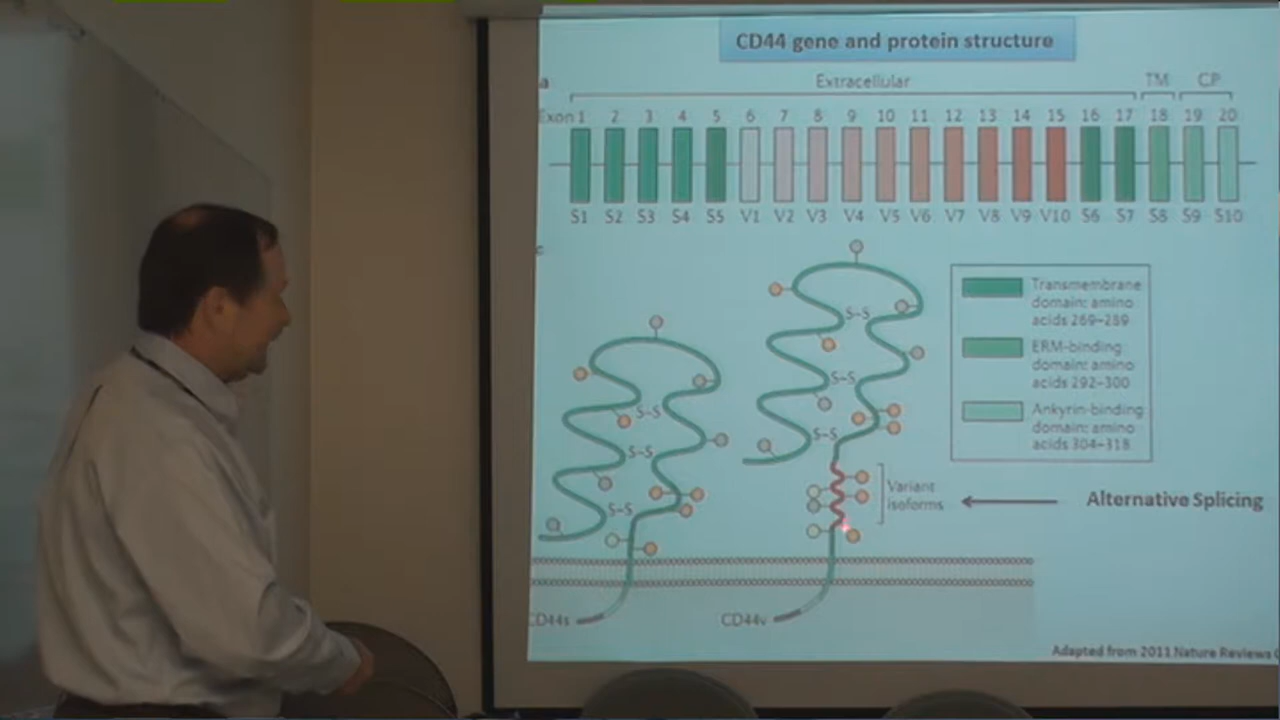 CD44 gene and protein structure
a
Extracellular TM CP
Exon 1 2 3 4 5 6 7 8 9 10 11 12 13 14 15 16 17 18 19 20
S1 S2 S3 S4 S5 V1 V2 V3 V4 V5 V6 V7 V8 V9 V10 S6 S7 S8 S9 S10
c
Transmembrane
domain: amino
acids 269–289
ERM-binding
domain: amino
acids 292–300
Ankyrin-binding
domain: amino
acids 304–318
S–S
S–S
S–S
S–S
S–S
S–S
Variant
isoforms
Alternative Splicing
CD44s
CD44v
Adapted from 2011 Nature Reviews